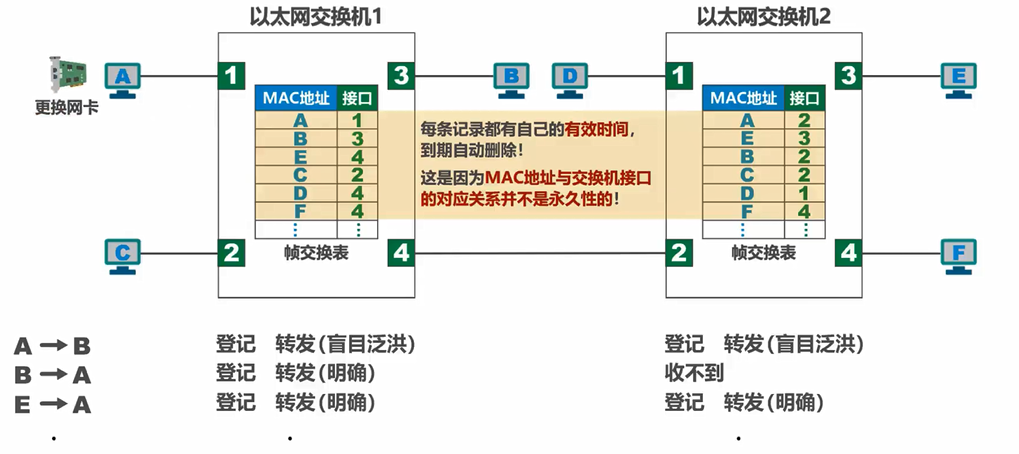 以太网交换机1
以太网交换机2
更换网卡
A
1
3
B
D
1
3
E
MAC地址 接口
A 1
B 3
E 4
C 2
D 4
F 4
⋮ ⋮
帧交换表
每条记录都有自己的有效时间，
到期自动删除！
这是因为MAC地址与交换机接口
的对应关系并不是永久性的！
MAC地址 接口
A 2
E 3
B 2
C 2
D 1
F 4
⋮ ⋮
帧交换表
C
2
4
2
4
F
A → B 登记 转发(盲目泛洪) 登记 转发(盲目泛洪)
B → A 登记 转发(明确) 收不到
E → A 登记 转发(明确) 登记 转发(明确)